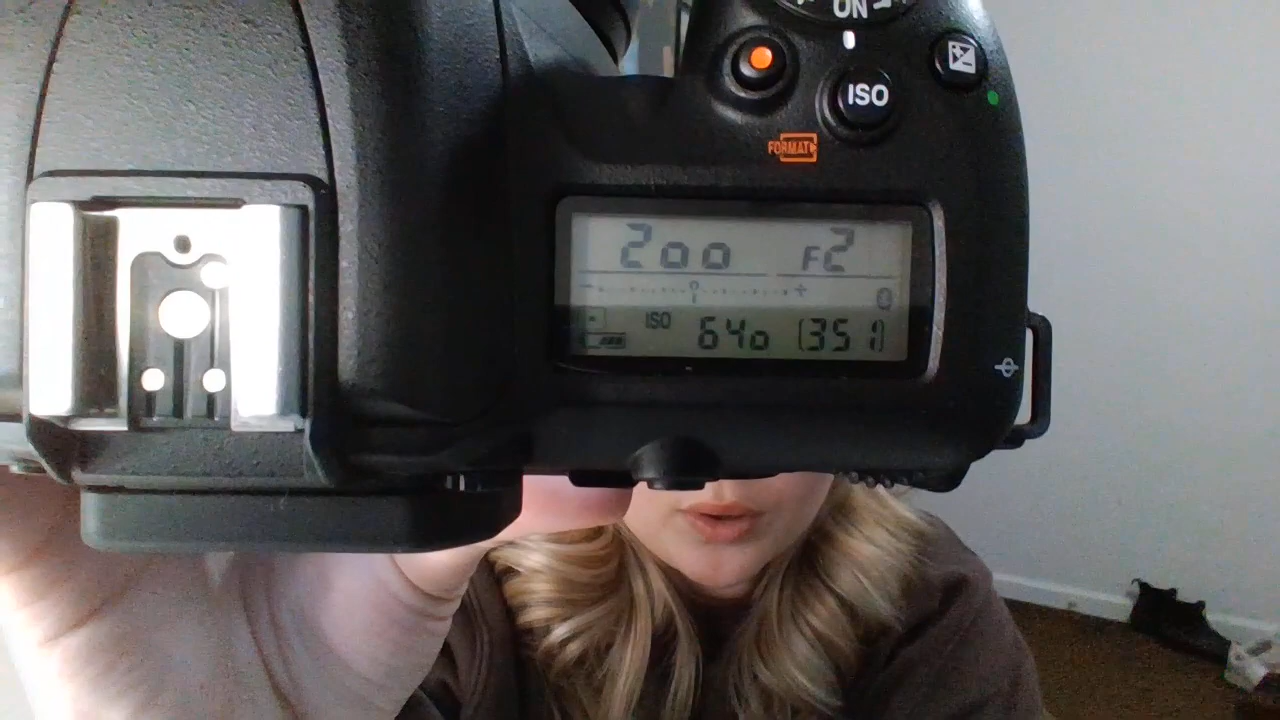 ON
ISO
FORMAT
200 F2
- +
ISO 640 [351]